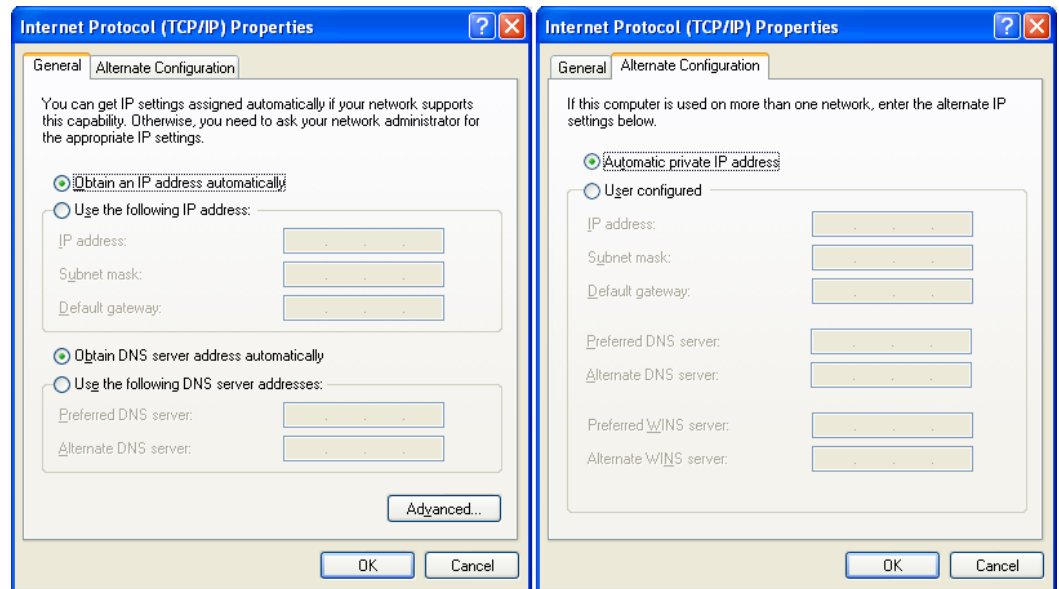 Internet Protocol (TCP/IP) Properties
General
Alternate Configuration
You can get IP settings assigned automatically if your network supports
this capability. Otherwise, you need to ask your network administrator for
the appropriate IP settings.
Obtain an IP address automatically
Use the following IP address:
IP address:
Subnet mask:
Default gateway:
Obtain DNS server address automatically
Use the following DNS server addresses:
Preferred DNS server:
Alternate DNS server:
Advanced...
OK
Cancel
Internet Protocol (TCP/IP) Properties
General
Alternate Configuration
If this computer is used on more than one network, enter the alternate IP
settings below.
Automatic private IP address
User configured
IP address:
Subnet mask:
Default gateway:
Preferred DNS server:
Alternate DNS server:
Preferred WINS server:
Alternate WINS server:
OK
Cancel